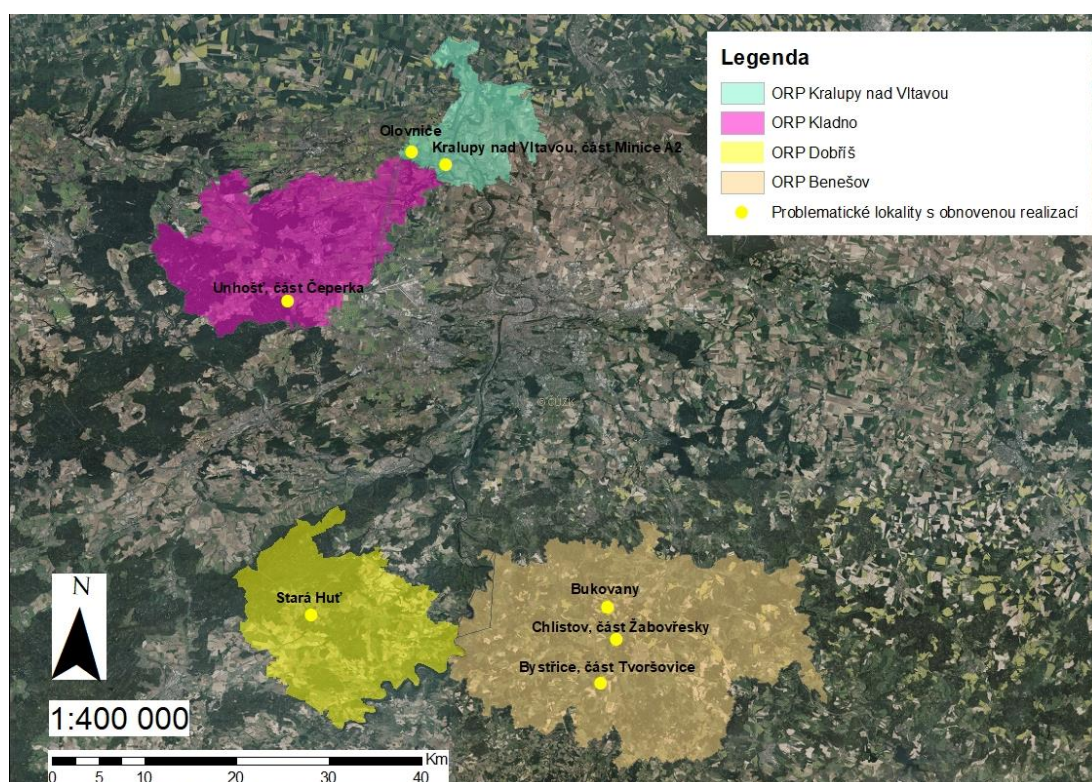 Legenda
ORP Kralupy nad Vltavou
ORP Kladno
ORP Dobříš
ORP Benešov
Problematické lokality s obnovenou realizací
Olovnice
Kralupy nad Vltavou, část Minice A2
Unhošť, část Čeperka
© ČÚZK
Stará Huť
Bukovany
Chlistov, část Žabovřesky
Bystřice, část Tvoršovice
N
1:400 000
Km
0 5 10 20 30 40